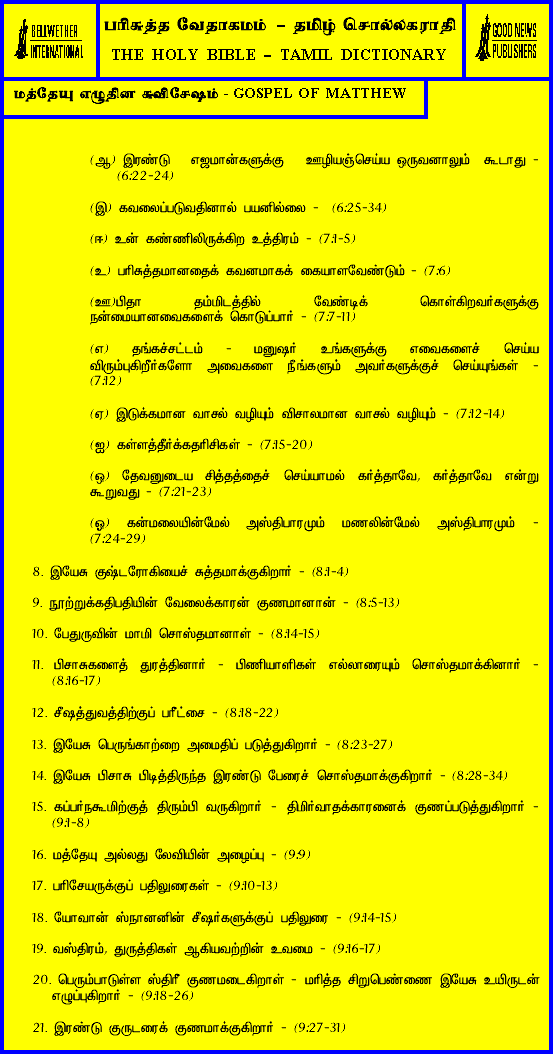 BELLWETHER
INTERNATIONAL
பரிசுத்த வேதாகமம் – தமிழ் சொல்லகராதி
THE HOLY BIBLE – TAMIL DICTIONARY
GOOD NEWS
PUBLISHERS
மத்தேயு எழுதின சுவிசேஷம் - GOSPEL OF MATTHEW
(ஆ) இரண்டு எஜமான்களுக்கு ஊழியஞ்செய்ய ஒருவனாலும் கூடாது -
(6:22-24)
(இ) கவலைப்படுவதினால் பயனில்லை - (6:25-34)
(ஈ) உன் கண்ணிலிருக்கிற உத்திரம் - (7:1-5)
(உ) பரிசுத்தமானதைக் கவனமாகக் கையாளவேண்டும் - (7:6)
(ஊ)பிதா தம்மிடத்தில் வேண்டிக் கொள்கிறவர்களுக்கு
நன்மையானவைகளைக் கொடுப்பார் - (7:7-11)
(எ) தங்கச்சட்டம் - மனுஷர் உங்களுக்கு எவைகளைச் செய்ய
விரும்புகிறீர்களோ அவைகளை நீங்களும் அவர்களுக்குச் செய்யுங்கள் -
(7:12)
(ஏ) இடுக்கமான வாசல் வழியும் விசாலமான வாசல் வழியும் - (7:12-14)
(ஐ) கள்ளத்தீர்க்கதரிசிகள் - (7:15-20)
(ஒ) தேவனுடைய சித்தத்தைச் செய்யாமல் கர்த்தாவே, கர்த்தாவே என்று
கூறுவது - (7:21-23)
(ஓ) கன்மலையின்மேல் அஸ்திபாரமும் மணலின்மேல் அஸ்திபாரமும் -
(7:24-29)
8. இயேசு குஷ்டரோகியைச் சுத்தமாக்குகிறார் - (8:1-4)
9. நூற்றுக்கதிபதியின் வேலைக்காரன் குணமானான் - (8:5-13)
10. பேதுருவின் மாமி சொஸ்தமானாள் - (8:14-15)
11. பிசாசுகளைத் துரத்தினார் - பிணியாளிகள் எல்லாரையும் சொஸ்தமாக்கினார் -
(8:16-17)
12. சீஷத்துவத்திற்குப் பரீட்சை - (8:18-22)
13. இயேசு பெருங்காற்றை அமைதிப் படுத்துகிறார் - (8:23-27)
14. இயேசு பிசாசு பிடித்திருந்த இரண்டு பேரைச் சொஸ்தமாக்குகிறார் - (8:28-34)
15. கப்பர்நகூமிற்குத் திரும்பி வருகிறார் - திமிர்வாதக்காரனைக் குணப்படுத்துகிறார் -
(9:1-8)
16. மத்தேயு அல்லது லேவியின் அழைப்பு - (9:9)
17. பரிசேயருக்குப் பதிலுரைகள் - (9:10-13)
18. யோவான் ஸ்நானனின் சீஷர்களுக்குப் பதிலுரை - (9:14-15)
19. வஸ்திரம், துருத்திகள் ஆகியவற்றின் உவமை - (9:16-17)
20. பெரும்பாடுள்ள ஸ்திரீ குணமடைகிறாள் - மரித்த சிறுபெண்ணை இயேசு உயிருடன்
எழுப்புகிறார் - (9:18-26)
21. இரண்டு குருடரைக் குணமாக்குகிறார் - (9:27-31)